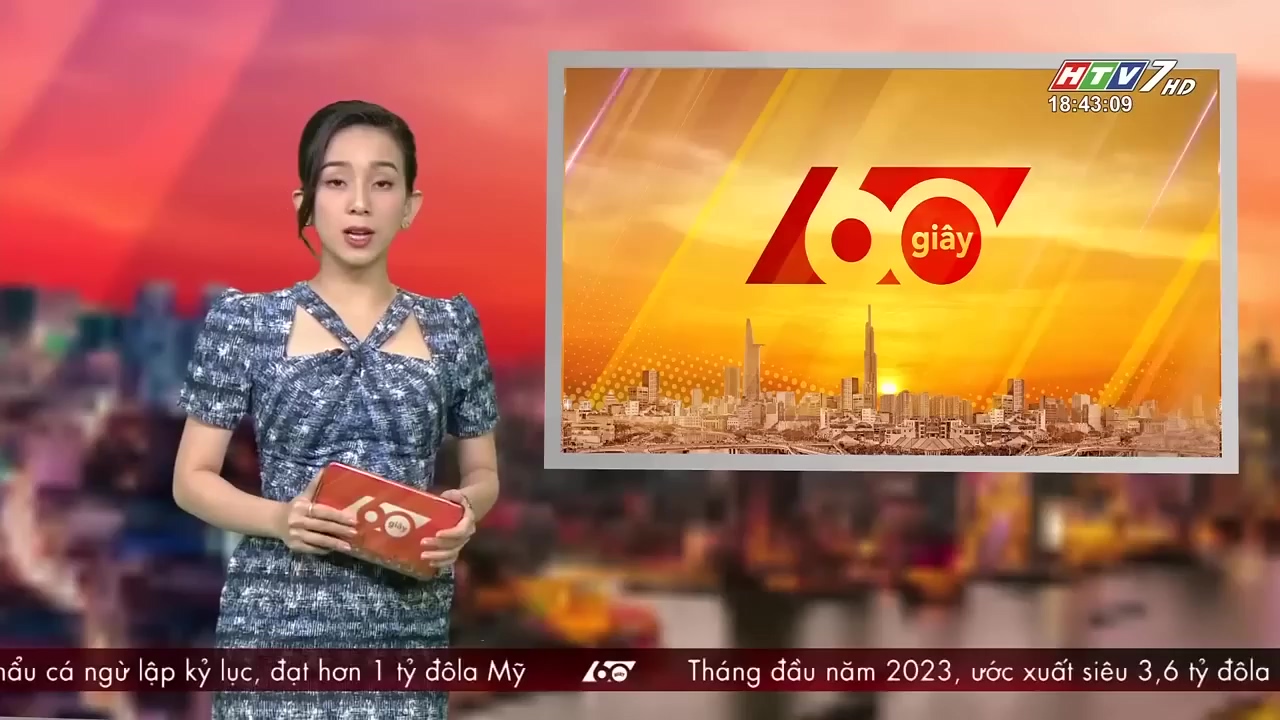 HTV7 HD
18:43:09
60 giây
60 giây
cá ngừ lập kỷ lục, đạt hơn 1 tỷ đôla Mỹ 60 giây Tháng đầu năm 2023, ước xuất siêu 3,6 tỷ đôla